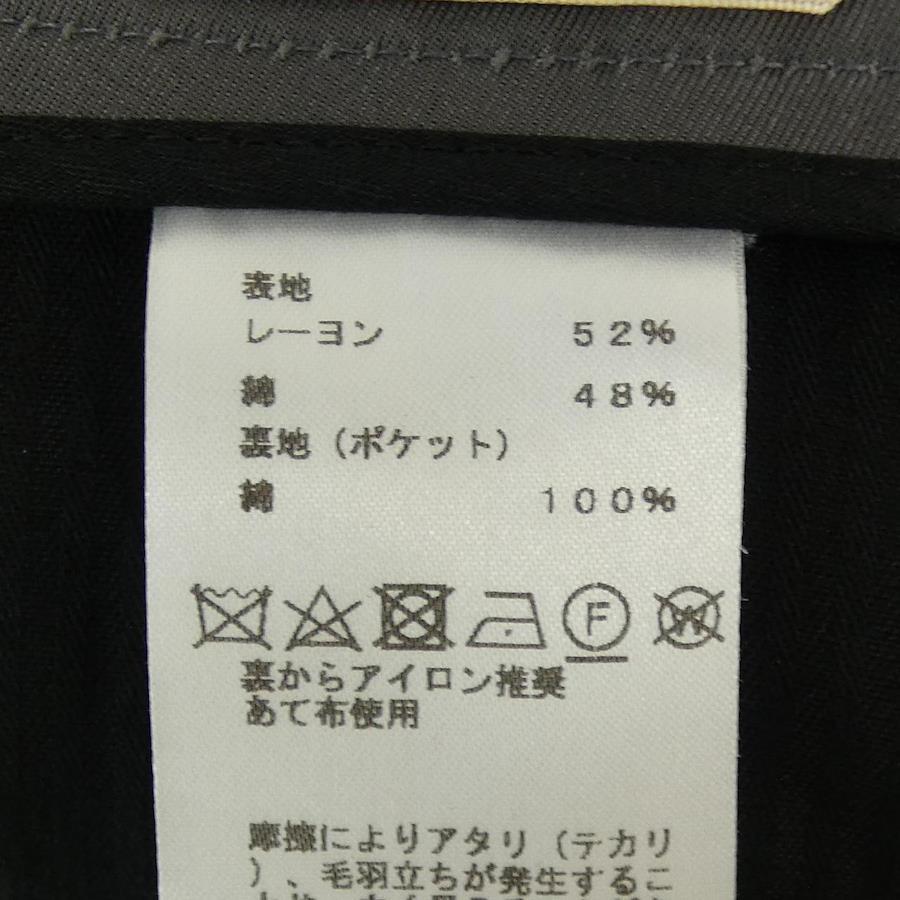 表地
レーヨン 52%
綿 48%
裏地（ポケット）
綿 100%
F W
裏からアイロン推奨
あて布使用
摩擦によりアタリ（テカリ
）、毛羽立ちが発生するこ